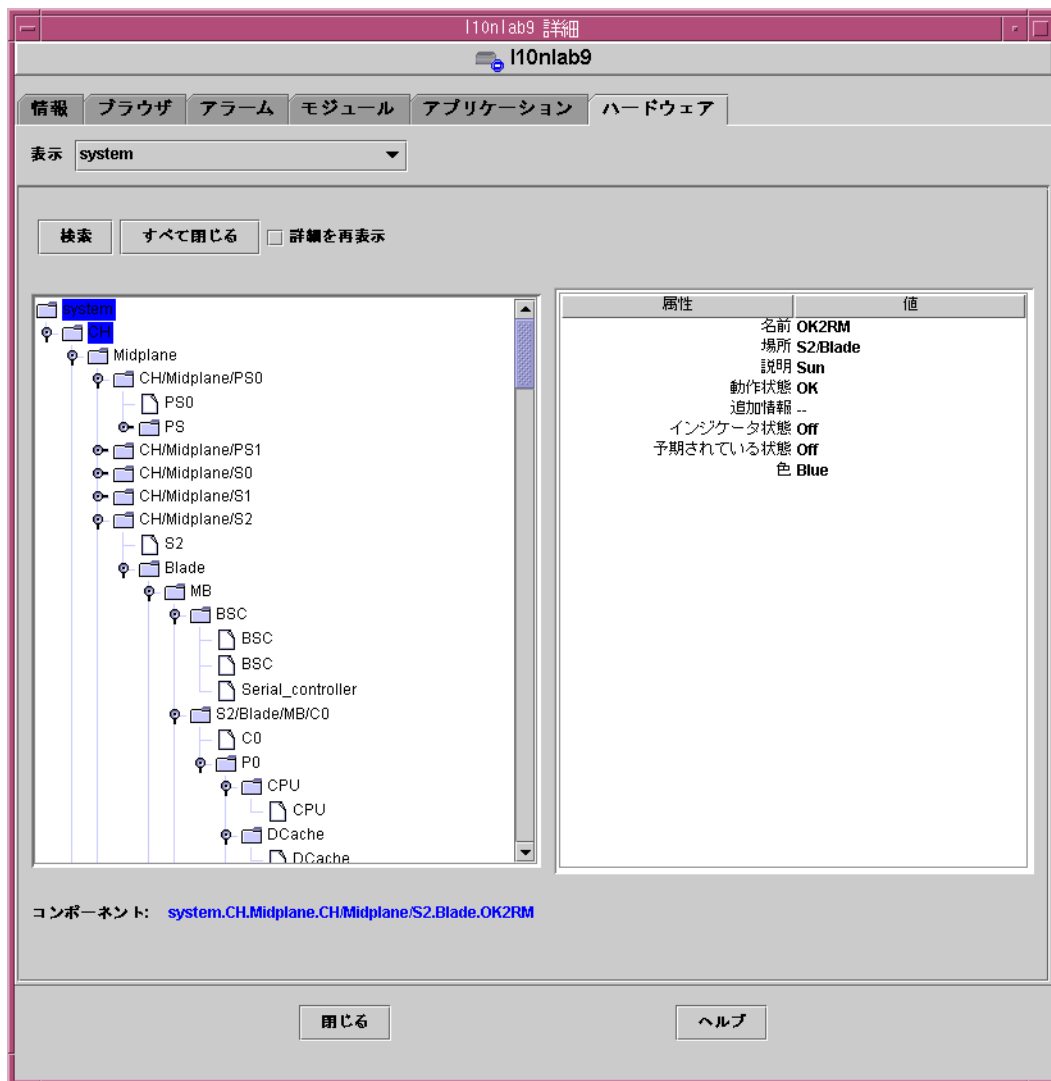 l10nlab9 詳細
l10nlab9
情報 ブラウザ アラーム モジュール アプリケーション ハードウェア
表示 system
検索 すべて閉じる 詳細を再表示
system
CH
Midplane
CH/Midplane/PS0
PS0
PS
CH/Midplane/PS1
CH/Midplane/S0
CH/Midplane/S1
CH/Midplane/S2
S2
Blade
MB
BSC
BSC
BSC
Serial_controller
S2/Blade/MB/C0
C0
P0
CPU
CPU
DCache
DCache
属性 値
名前 OK2RM
場所 S2/Blade
説明 Sun
動作状態 OK
追加情報 --
インジケータ状態 Off
予期されている状態 Off
色 Blue
コンポーネント: system.CH.Midplane.CH/Midplane/S2.Blade.OK2RM
閉じる ヘルプ